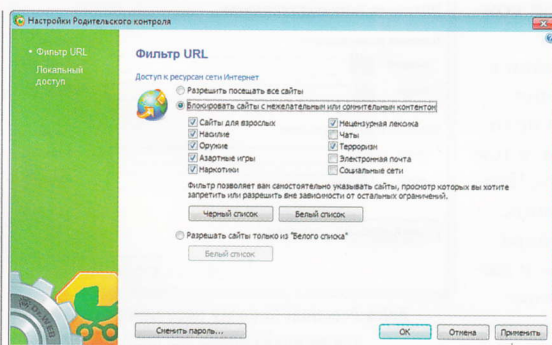 Настройки Родительского контроля
• Фильтр URL
Локальный доступ
Фильтр URL
Доступ к ресурсам сети Интернет
Разрешить посещать все сайты
Блокировать сайты с нежелательным или сомнительным контентом
Сайты для взрослых
Нецензурная лексика
Насилие
Чаты
Оружие
Терроризм
Азартные игры
Электронная почта
Наркотики
Социальные сети
Фильтр позволяет вам самостоятельно указывать сайты, просмотр которых вы хотите
запретить или разрешить вне зависимости от остальных ограничений.
Черный список
Белый список
Разрешать сайты только из "Белого списка"
Белый список
DR.WEB
Сменить пароль...
OK
Отмена
Применить